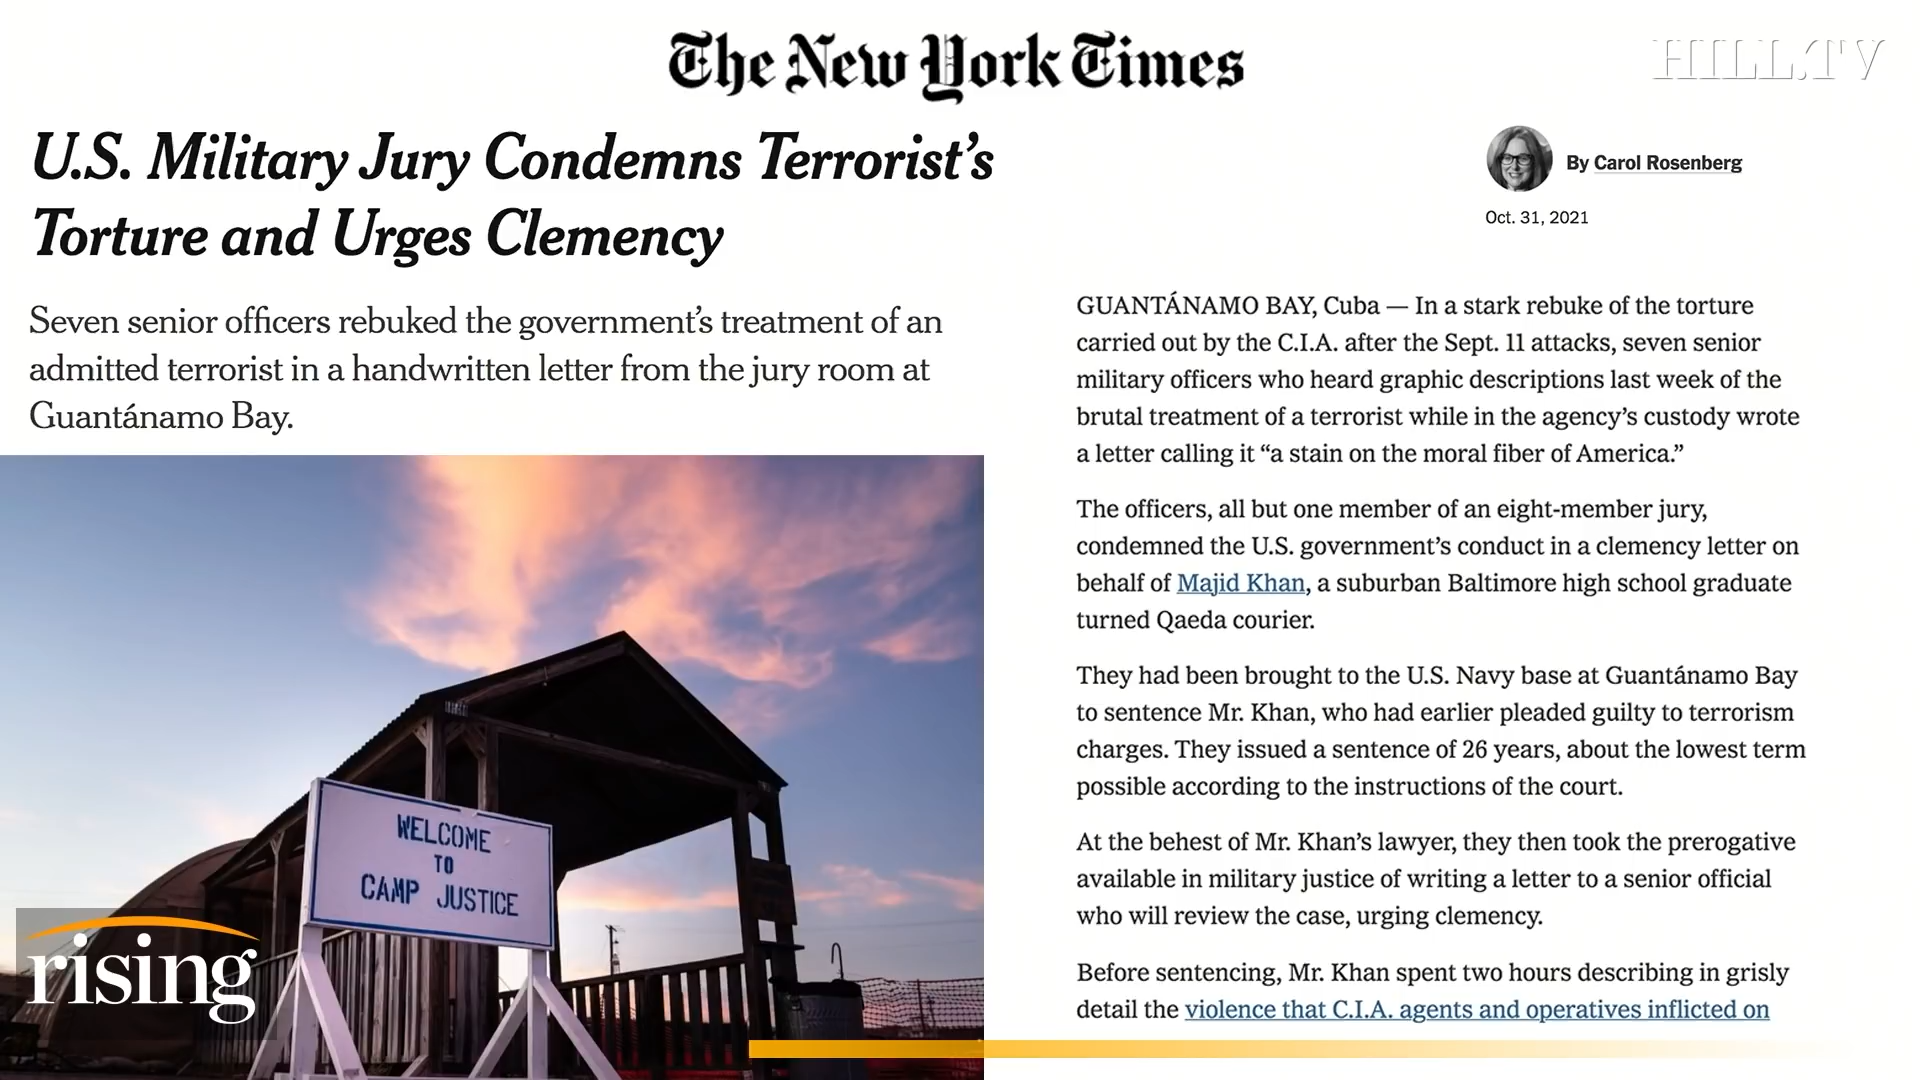 The New York Times
HILL.TV
U.S. Military Jury Condemns Terrorist’s
Torture and Urges Clemency
By Carol Rosenberg
Oct. 31, 2021
Seven senior officers rebuked the government’s treatment of an
admitted terrorist in a handwritten letter from the jury room at
Guantánamo Bay.
WELCOME
TO
CAMP JUSTICE
rising
GUANTÁNAMO BAY, Cuba — In a stark rebuke of the torture
carried out by the C.I.A. after the Sept. 11 attacks, seven senior
military officers who heard graphic descriptions last week of the
brutal treatment of a terrorist while in the agency’s custody wrote
a letter calling it “a stain on the moral fiber of America.”
The officers, all but one member of an eight-member jury,
condemned the U.S. government’s conduct in a clemency letter on
behalf of Majid Khan, a suburban Baltimore high school graduate
turned Qaeda courier.
They had been brought to the U.S. Navy base at Guantánamo Bay
to sentence Mr. Khan, who had earlier pleaded guilty to terrorism
charges. They issued a sentence of 26 years, about the lowest term
possible according to the instructions of the court.
At the behest of Mr. Khan’s lawyer, they then took the prerogative
available in military justice of writing a letter to a senior official
who will review the case, urging clemency.
Before sentencing, Mr. Khan spent two hours describing in grisly
detail the violence that C.I.A. agents and operatives inflicted on